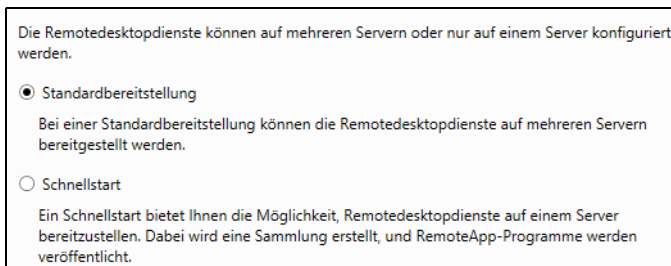 Die Remotedesktopdienste können auf mehreren Servern oder nur auf einem Server konfiguriert
werden.
Standardbereitstellung
Bei einer Standardbereitstellung können die Remotedesktopdienste auf mehreren Servern
bereitgestellt werden.
Schnellstart
Ein Schnellstart bietet Ihnen die Möglichkeit, Remotedesktopdienste auf einem Server
bereitzustellen. Dabei wird eine Sammlung erstellt, und RemoteApp-Programme werden
veröffentlicht.